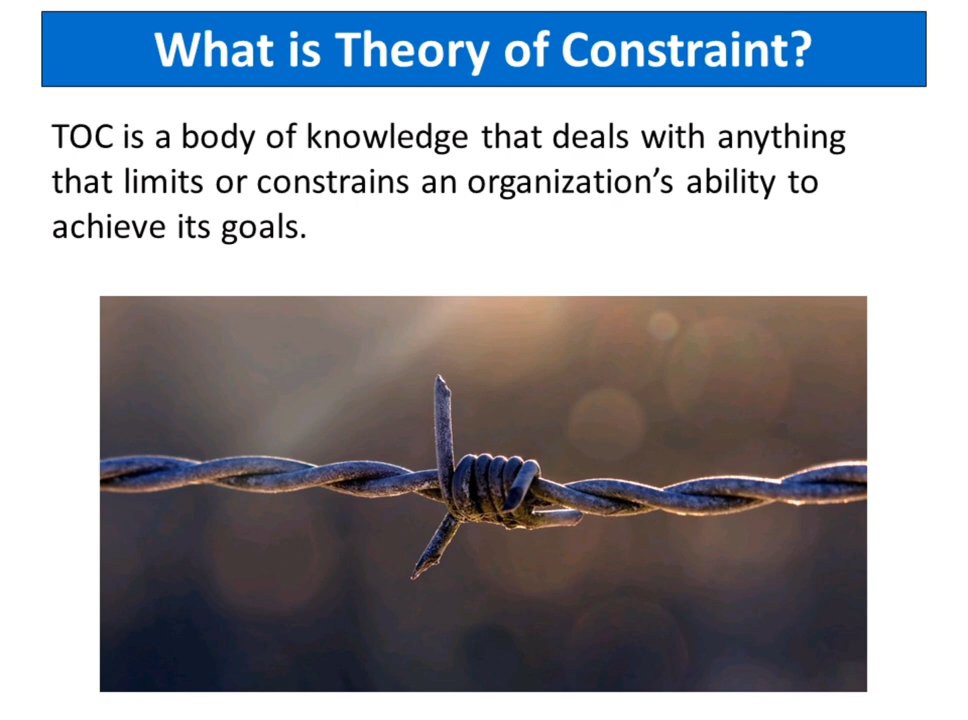 What is Theory of Constraint?
TOC is a body of knowledge that deals with anything
that limits or constrains an organization’s ability to
achieve its goals.